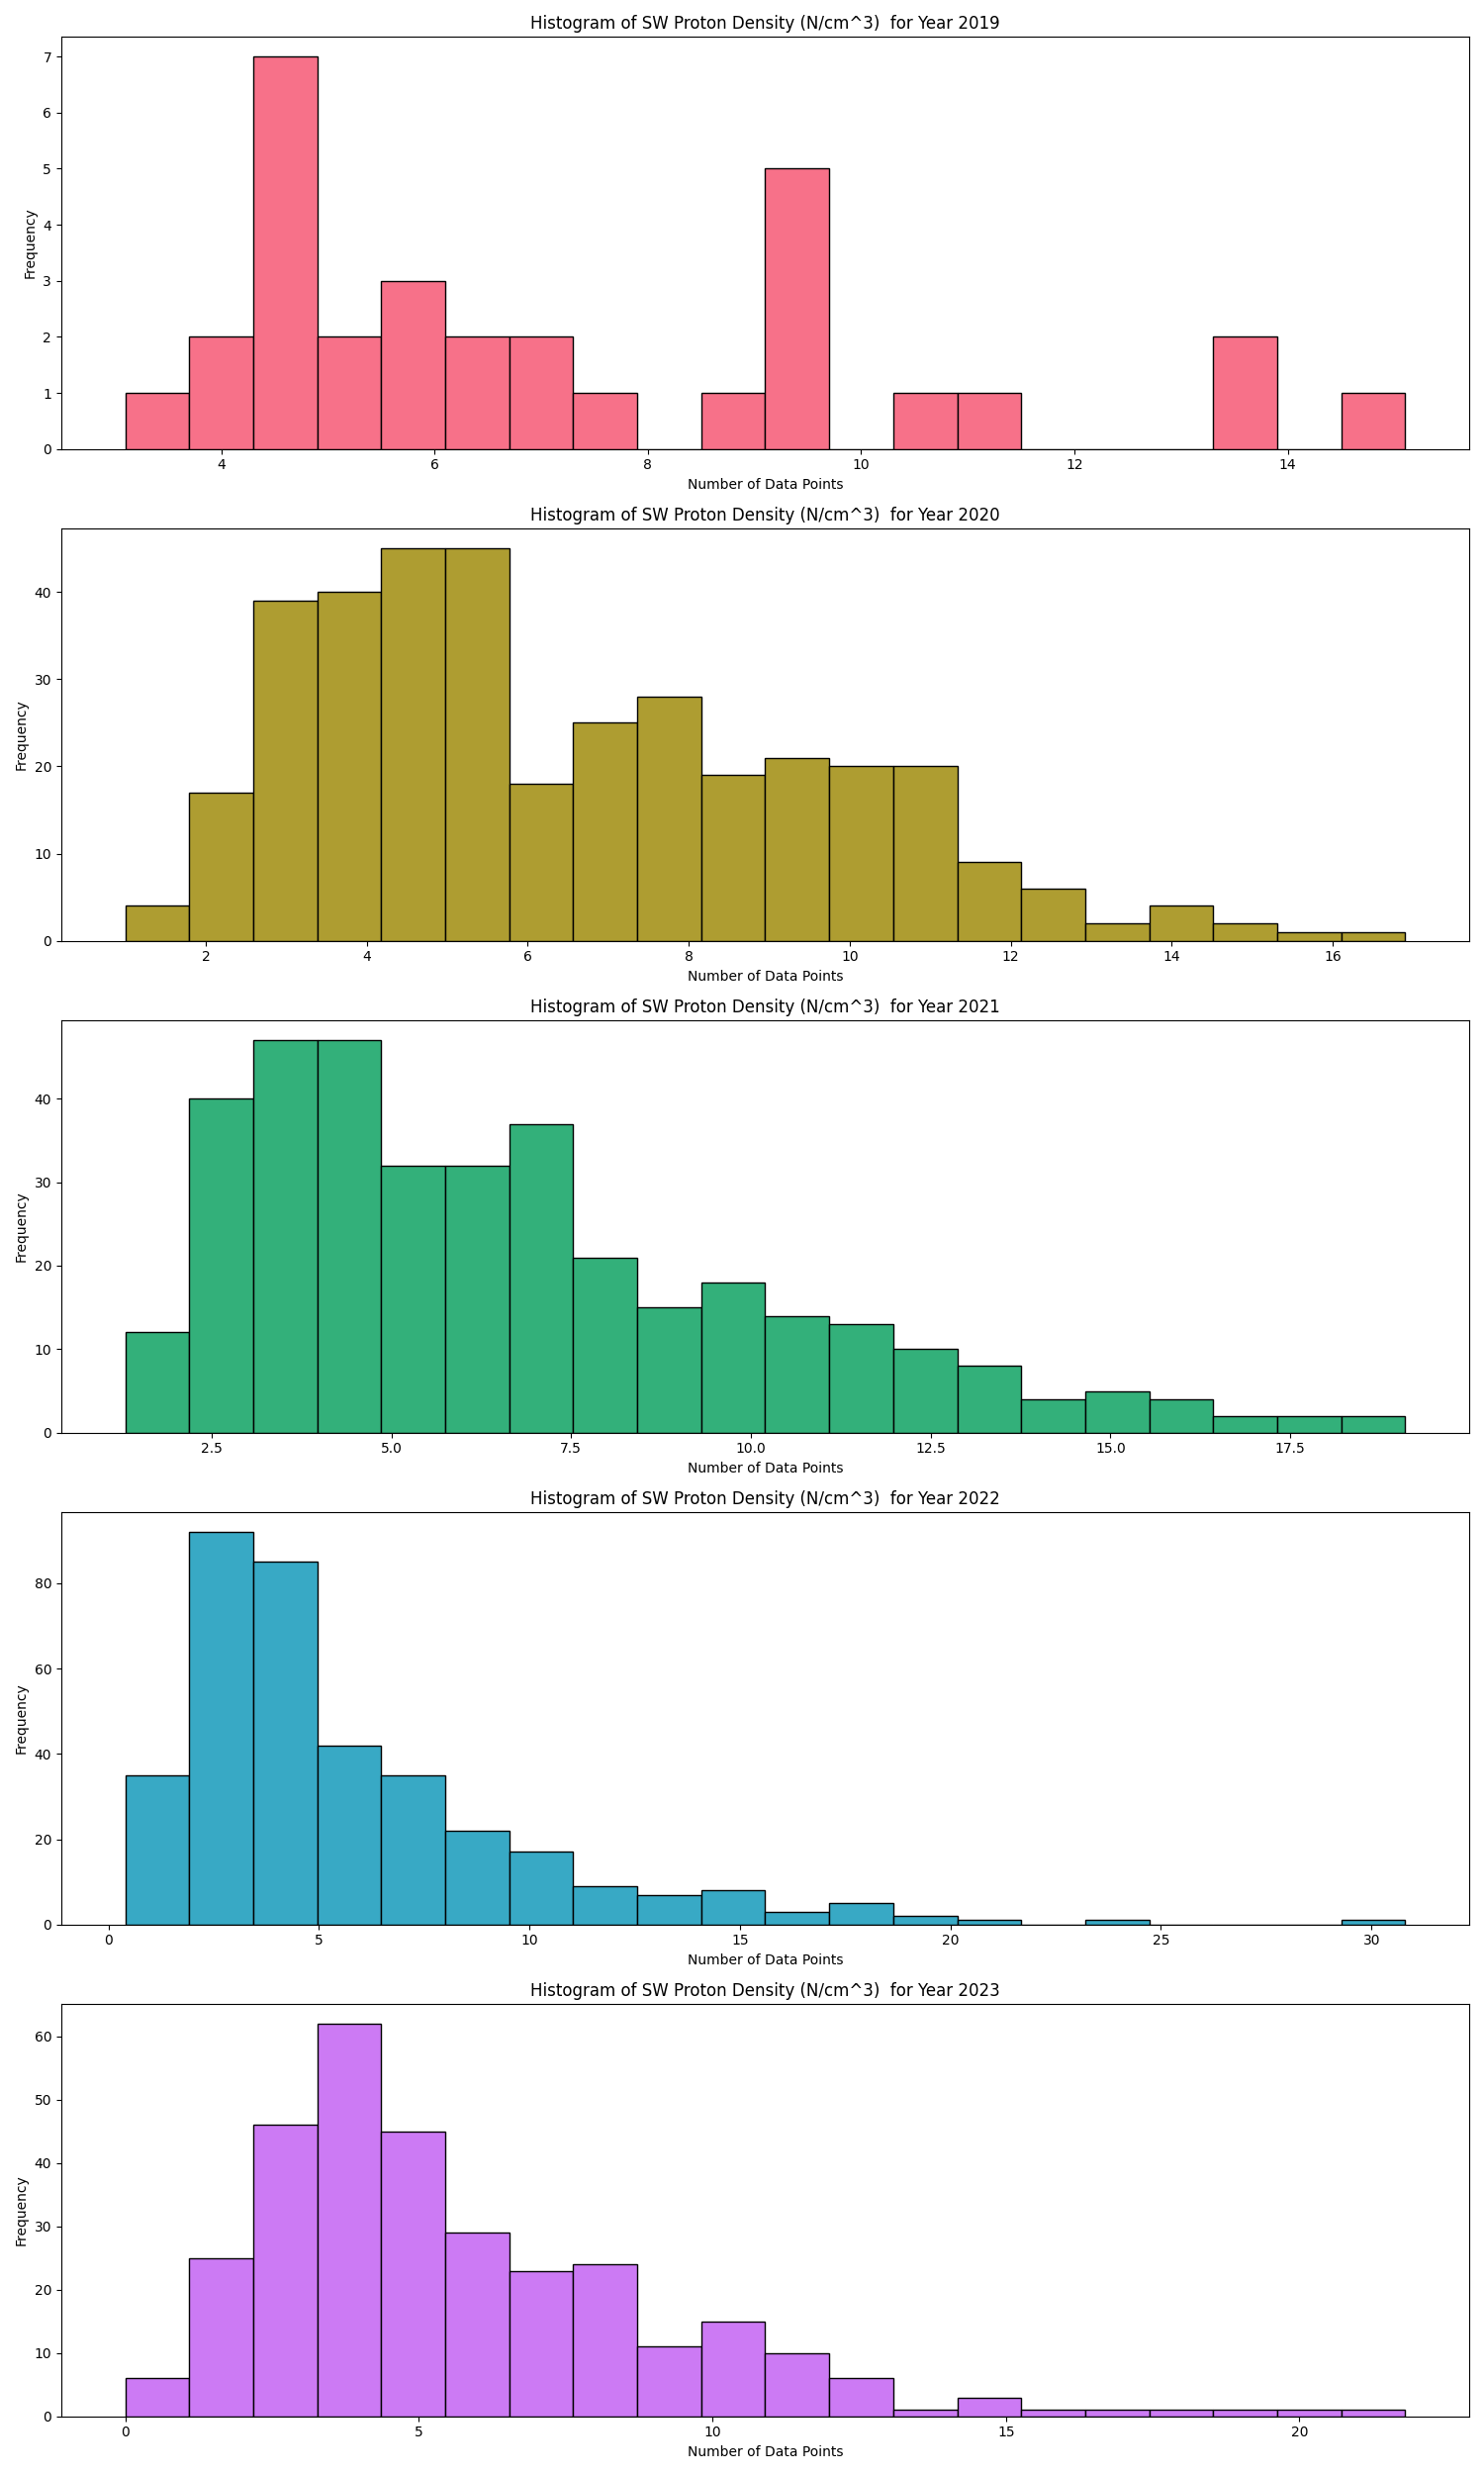 Histogram of SW Proton Density (N/cm^3)  for Year 2019
Frequency
7
6
5
4
3
2
1
0
4 6 8 10 12 14
Number of Data Points
Histogram of SW Proton Density (N/cm^3)  for Year 2020
Frequency
40
30
20
10
0
2 4 6 8 10 12 14 16
Number of Data Points
Histogram of SW Proton Density (N/cm^3)  for Year 2021
Frequency
40
30
20
10
0
2.5 5.0 7.5 10.0 12.5 15.0 17.5
Number of Data Points
Histogram of SW Proton Density (N/cm^3)  for Year 2022
Frequency
80
60
40
20
0
0 5 10 15 20 25 30
Number of Data Points
Histogram of SW Proton Density (N/cm^3)  for Year 2023
Frequency
60
50
40
30
20
10
0
0 5 10 15 20
Number of Data Points